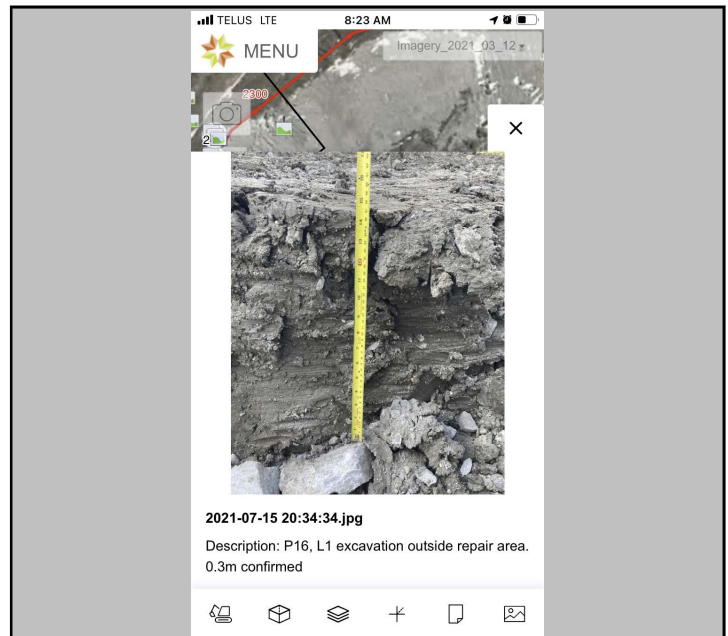 TELUS LTE 8:23 AM
MENU
Imagery_2021_03_12
2300
2
2021-07-15 20:34:34.jpg
Description: P16, L1 excavation outside repair area.
0.3m confirmed